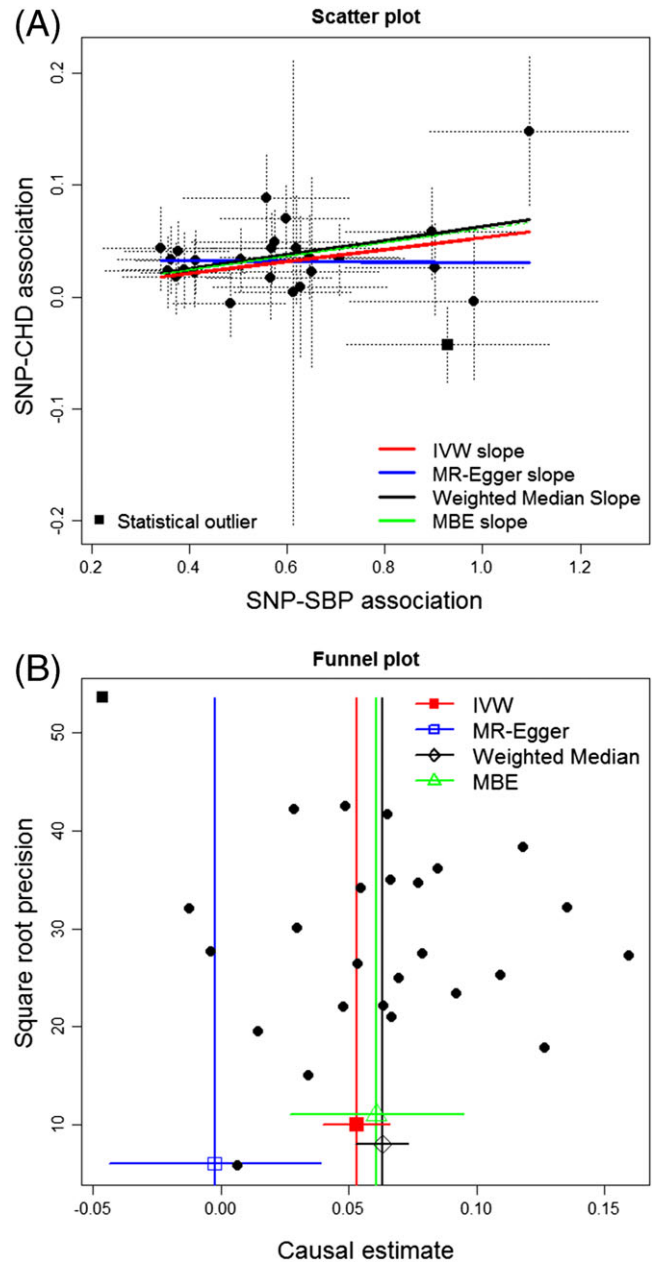 (A)
Scatter plot
SNP-CHD association
0.2
0.1
0.0
-0.1
-0.2
IVW slope
MR-Egger slope
Weighted Median Slope
MBE slope
Statistical outlier
0.2 0.4 0.6 0.8 1.0 1.2
SNP-SBP association
(B)
Funnel plot
Square root precision
50
40
30
20
10
IVW
MR-Egger
Weighted Median
MBE
-0.05 0.00 0.05 0.10 0.15
Causal estimate